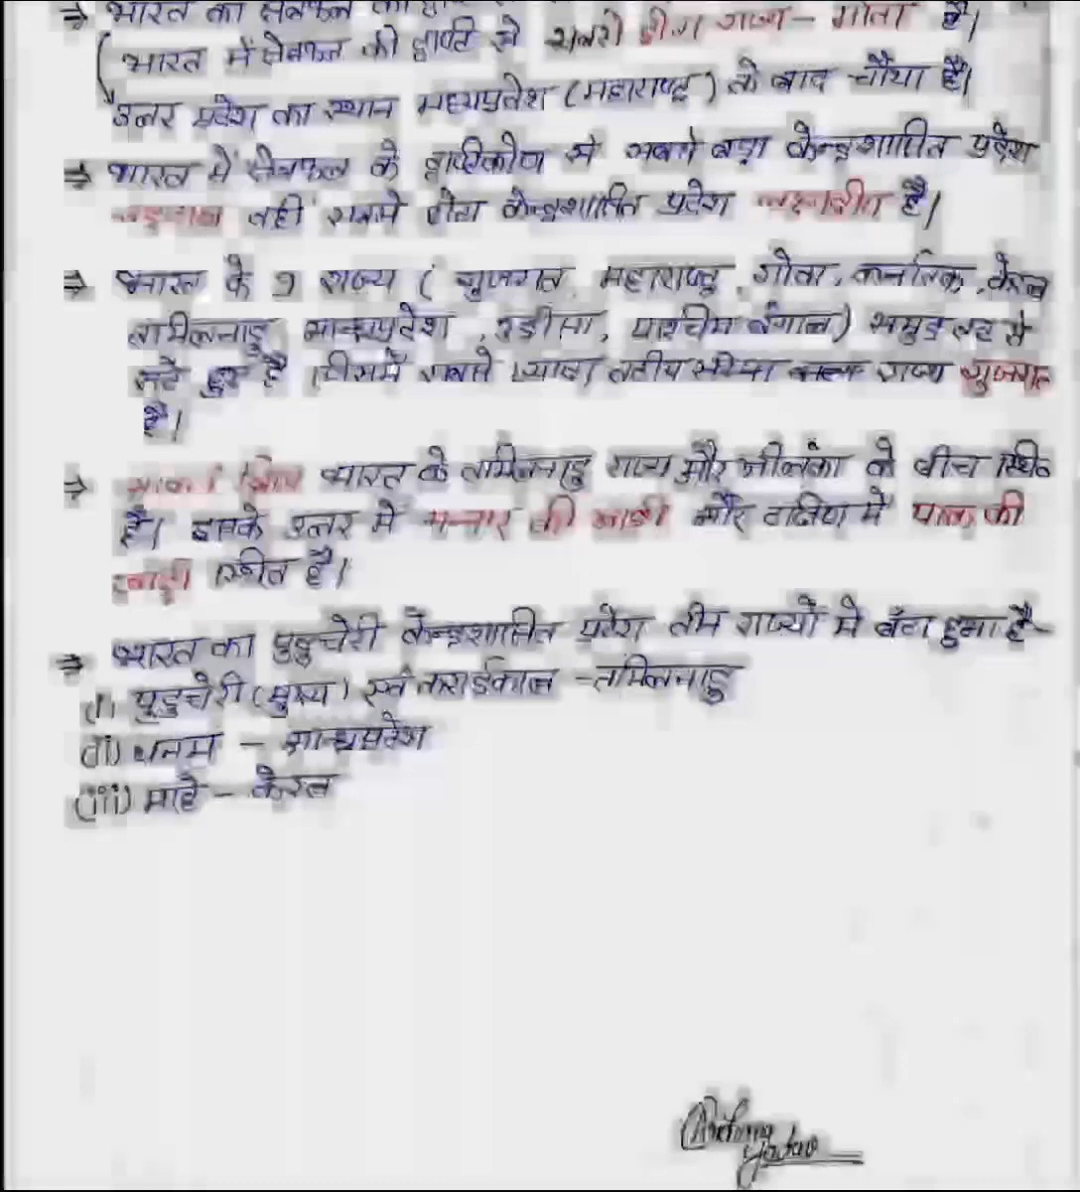 ⇒ भारत का क्षेत्रफल की दृष्टि सबसे छोटा राज्य - गोवा है।
(भारत में क्षेत्रफल की दृष्टि से
उत्तर प्रदेश का स्थान मध्यप्रदेश (महाराष्ट्र) के बाद चौथा है।
⇒ भारत में क्षेत्रफल के दृष्टिकोण से सबसे बड़ा केन्द्रशासित प्रदेश
वहीं सबसे छोटा केन्द्रशासित प्रदेश लक्षद्वीप है।
⇒ भारत के 9 राज्य (गुजरात, महाराष्ट्र, गोवा, कर्नाटक, केरल
तमिलनाडु, आन्ध्रप्रदेश, उड़ीसा, पश्चिम बंगाल) समुद्र तट से
सटे हुए है। जिसमें सबसे ज्यादा तटीय सीमा वाला राज्य गुजरात
है।
⇒ भारत के तमिलनाडु राज्य और श्रीलंका के बीच स्थित
है। इसके उत्तर में मन्नार की खाड़ी और दक्षिण में पाक की
खाड़ी स्थित है।
⇒ भारत का पुडुचेरी केन्द्रशासित प्रदेश तीन राज्यों में बँटा हुआ है-
(i) पुडुचेरी (मुख्य) एवं कराईकाल - तमिलनाडु
(ii) यनम - आन्ध्रप्रदेश
(iii) माहे - केरल
Yadav